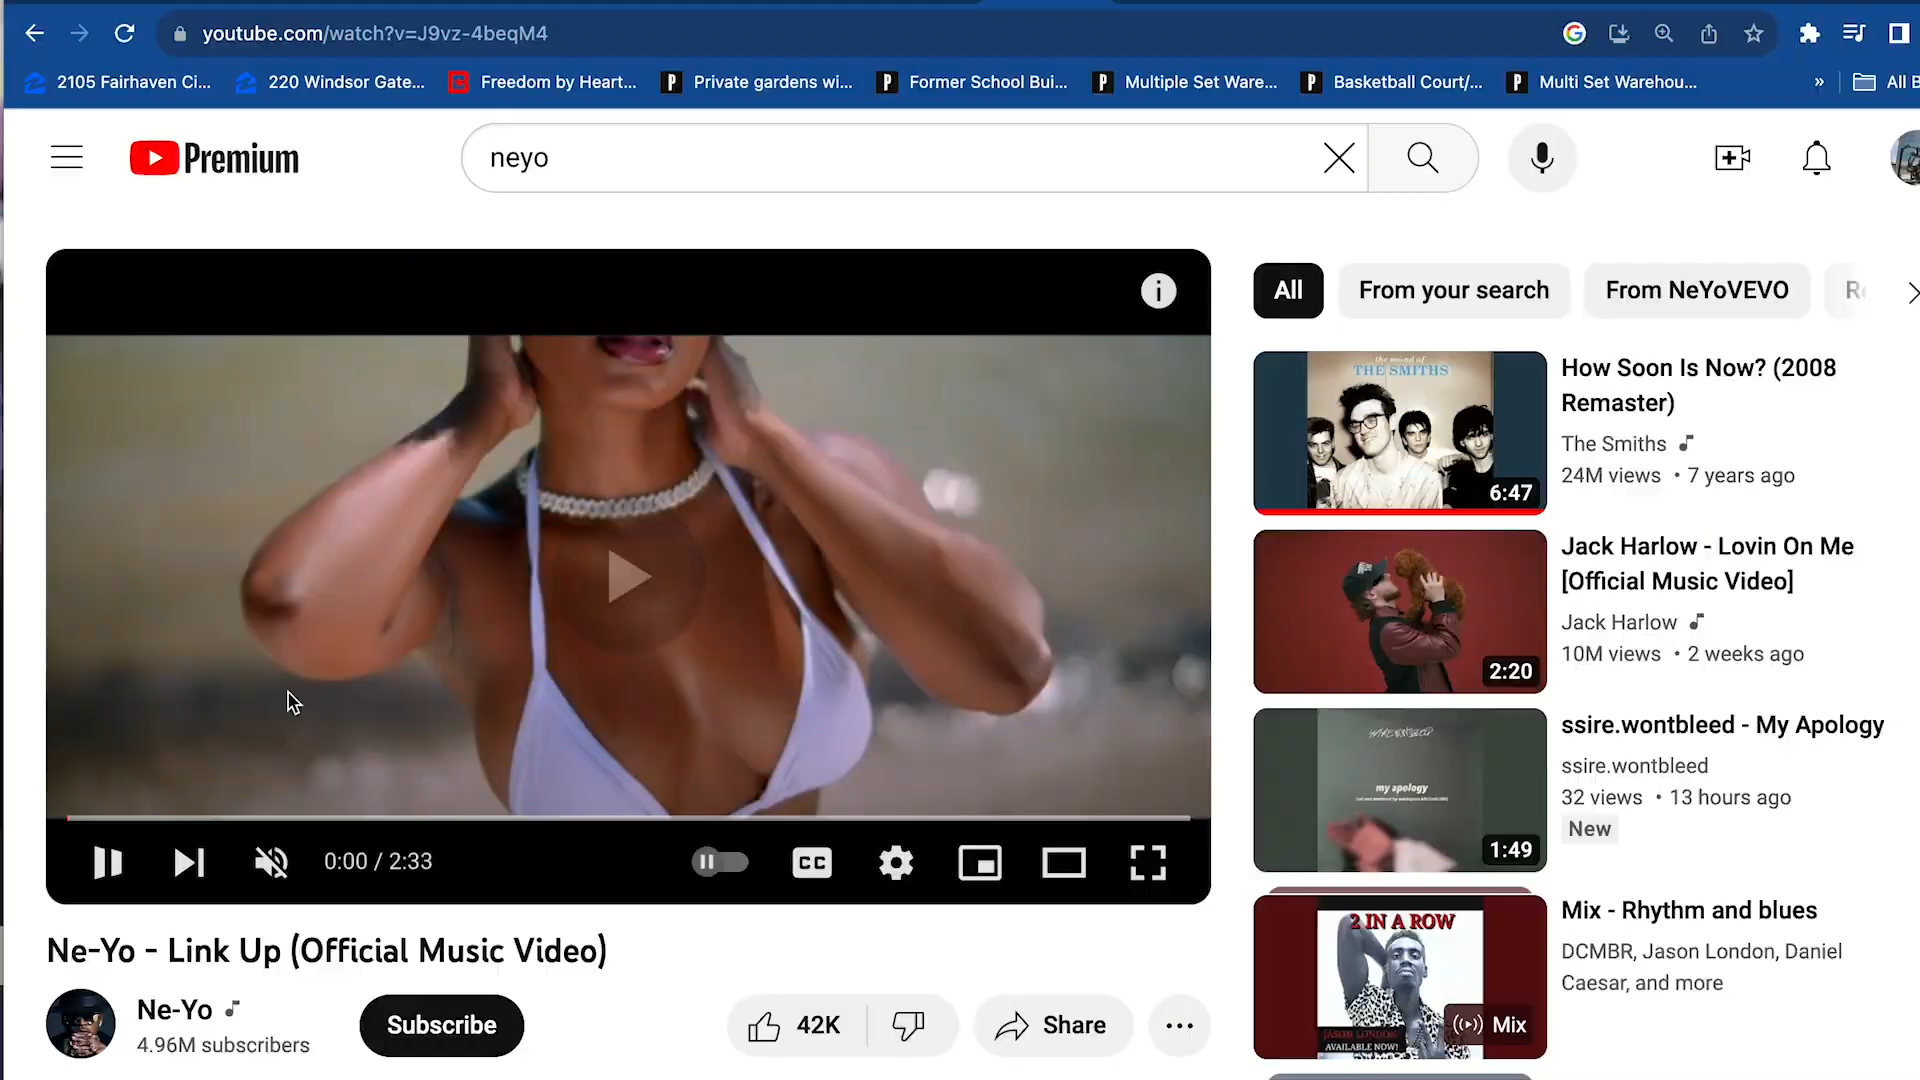 youtube.com/watch?v=J9vz-4beqM4
2105 Fairhaven Ci...
220 Windsor Gate...
Freedom by Heart...
Private gardens wi...
Former School Bui...
Multiple Set Ware...
Basketball Court/...
Multi Set Warehou...
»
All B
Premium
neyo
All
From your search
From NeYoVEVO
Re
the sound of
THE SMITHS
6:47
How Soon Is Now? (2008
Remaster)
The Smiths
24M views • 7 years ago
2:20
Jack Harlow - Lovin On Me
[Official Music Video]
Jack Harlow
10M views • 2 weeks ago
my apology
1:49
ssire.wontbleed - My Apology
ssire.wontbleed
32 views • 13 hours ago
New
0:00 / 2:33
CC
Ne-Yo - Link Up (Official Music Video)
Ne-Yo
4.96M subscribers
Subscribe
42K
Share
2 IN A ROW
JASON LONDON
AVAILABLE NOW!
Mix
Mix - Rhythm and blues
DCMBR, Jason London, Daniel
Caesar, and more